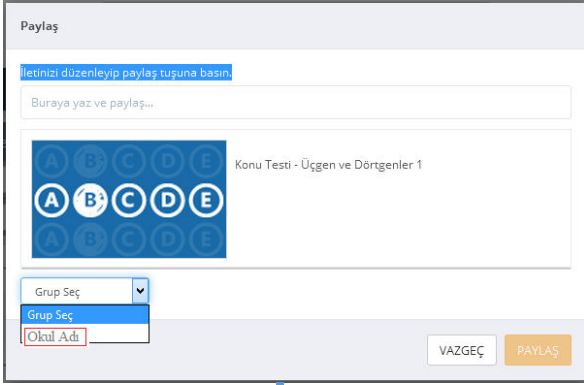 Paylaş
İletinizi düzenleyip paylaş tuşuna basın.
Buraya yaz ve paylaş...
A B C D E
A B C D E
A B C D E
Konu Testi - Üçgen ve Dörtgenler 1
Grup Seç
Grup Seç
Okul Adı
VAZGEÇ PAYLAŞ